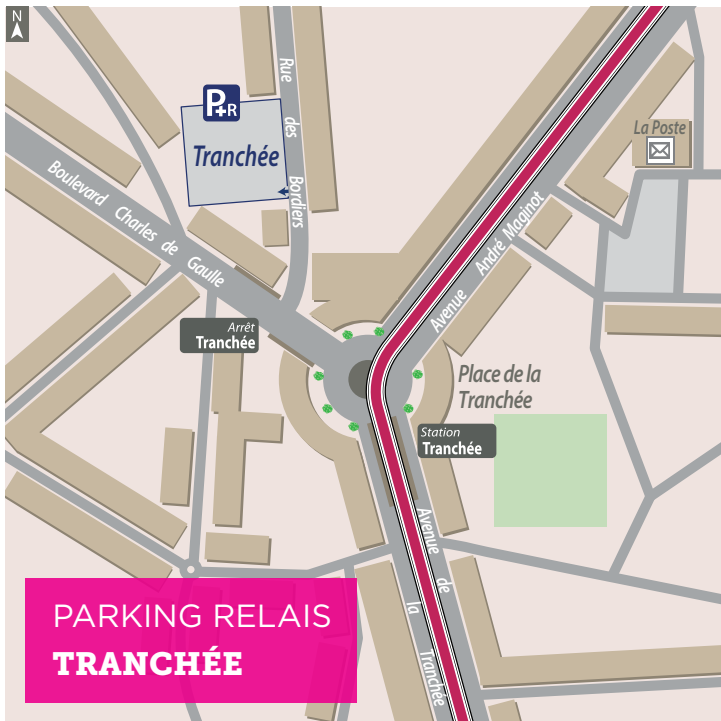 N
P+R
Tranchée
Rue des Bordiers
Boulevard Charles de Gaulle
La Poste
Avenue André Maginot
Arrêt
Tranchée
Place de la
Tranchée
Station
Tranchée
Avenue de
la Tranchée
PARKING RELAIS
TRANCHÉE